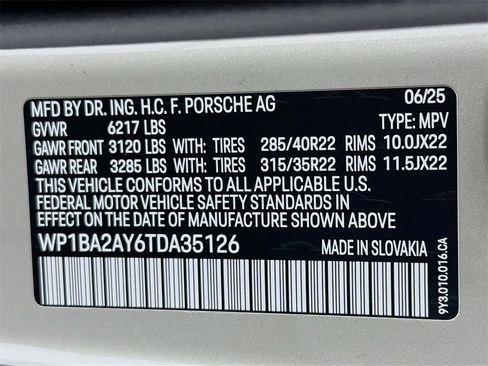 MFD BY DR. ING. H.C. F. PORSCHE AG 06/25
GVWR 6217 LBS TYPE: MPV
GAWR FRONT 3120 LBS WITH: TIRES 285/40R22 RIMS 10.0JX22
GAWR REAR 3285 LBS WITH: TIRES 315/35R22 RIMS 11.5JX22
THIS VEHICLE CONFORMS TO ALL APPLICABLE
FEDERAL MOTOR VEHICLE SAFETY STANDARDS IN
EFFECT ON THE DATE OF MANUFACTURE SHOWN ABOVE
WP1BA2AY6TDA35126 MADE IN SLOVAKIA
9Y3.010.016.CA